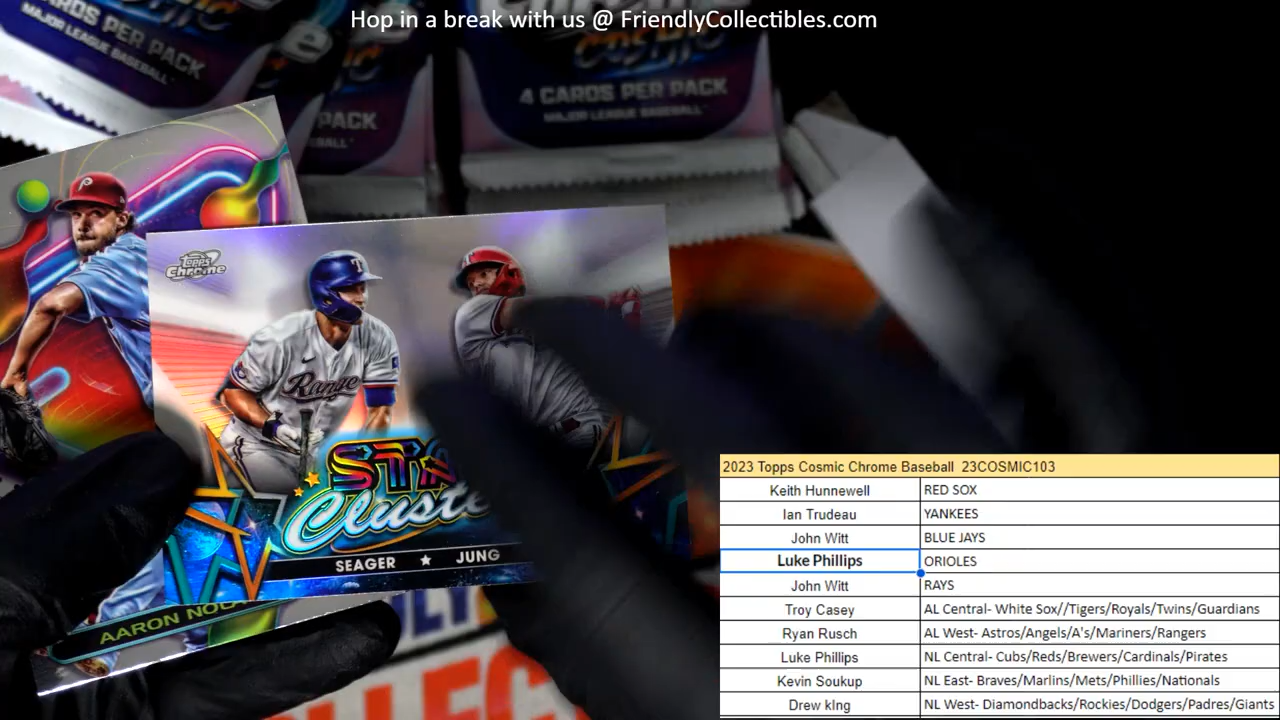 Hop in a break with us @ FriendlyCollectibles.com
CARDS PER PACK
MAJOR LEAGUE BASEBALL
PACK
COSMIC
4 CARDS PER PACK
MAJOR LEAGUE BASEBALL
P
Topps
Chrome
T
Range
STA
Cluste
SEAGER ★ JUNG
AARON NOLA
2023 Topps Cosmic Chrome Baseball 23COSMIC103
Keith Hunnewell RED SOX
Ian Trudeau YANKEES
John Witt BLUE JAYS
Luke Phillips ORIOLES
John Witt RAYS
Troy Casey AL Central- White Sox//Tigers/Royals/Twins/Guardians
Ryan Rusch AL West- Astros/Angels/A's/Mariners/Rangers
Luke Phillips NL Central- Cubs/Reds/Brewers/Cardinals/Pirates
Kevin Soukup NL East- Braves/Marlins/Mets/Phillies/Nationals
Drew kIng NL West- Diamondbacks/Rockies/Dodgers/Padres/Giants